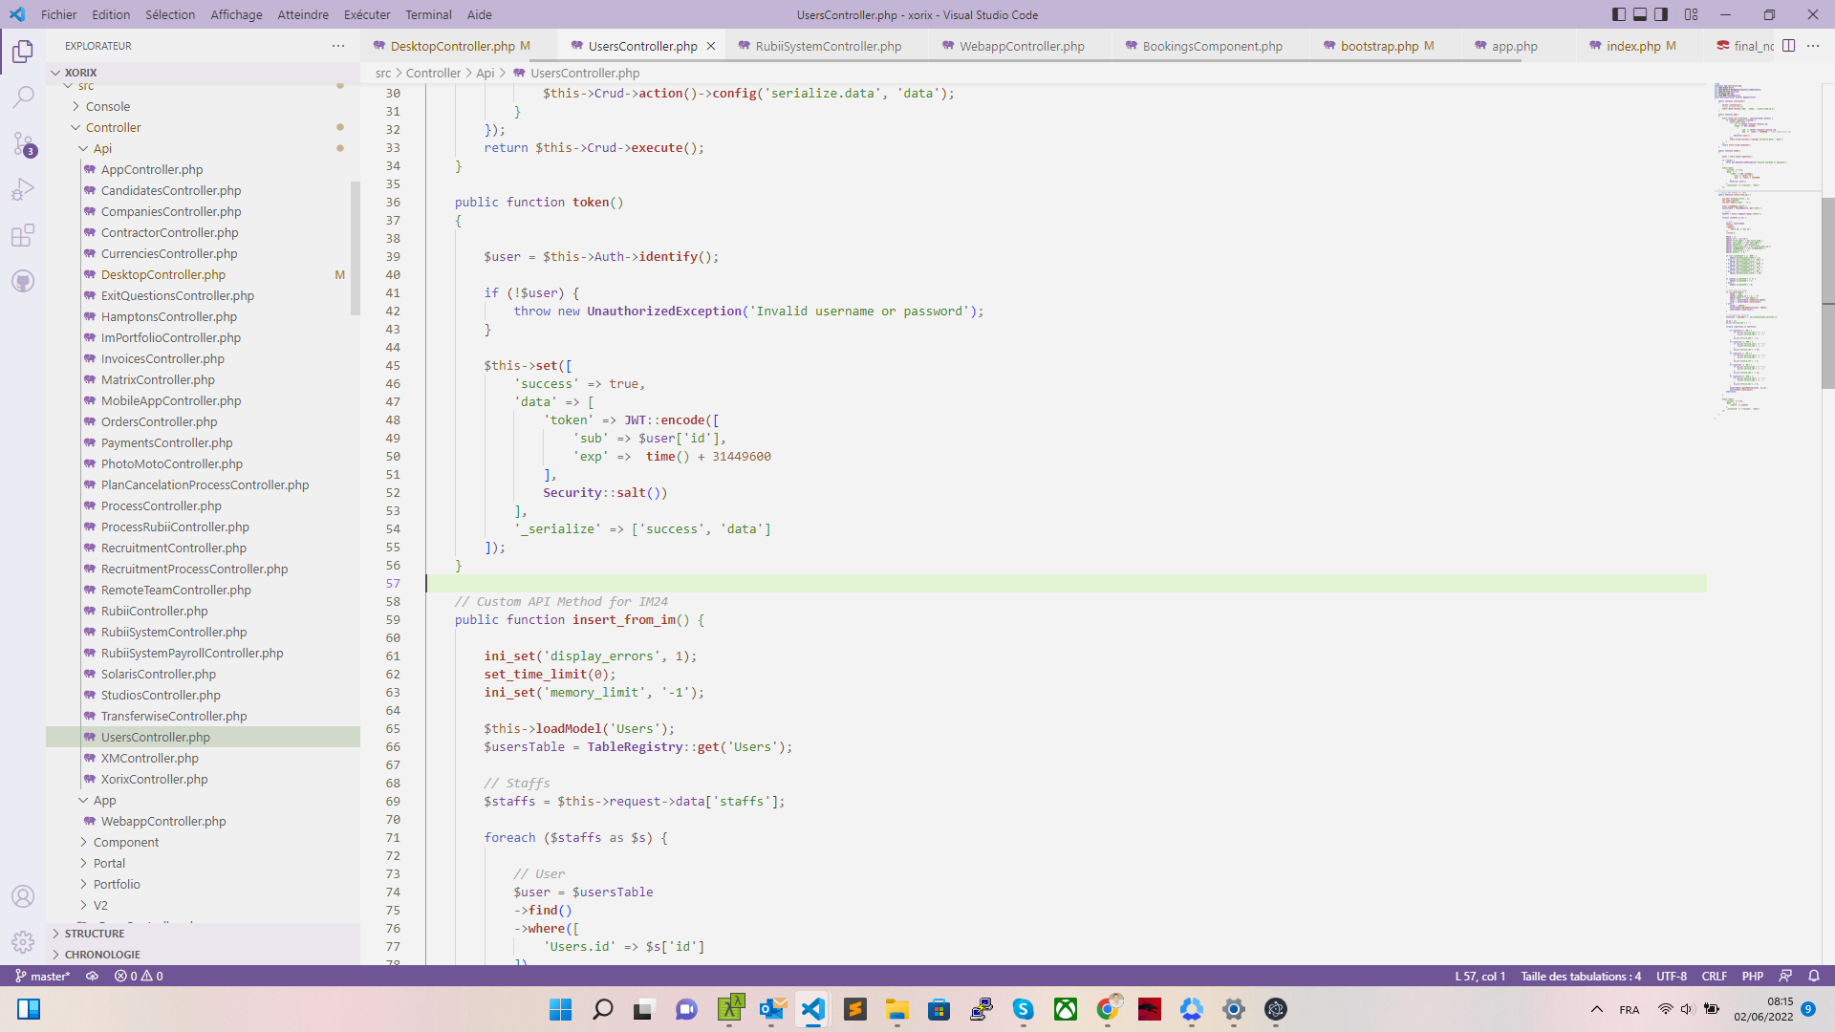 Fichier Edition Sélection Affichage Atteindre Exécuter Terminal Aide
UsersController.php - xorix - Visual Studio Code
EXPLORATEUR
DesktopController.php M
UsersController.php
RubiiSystemController.php
WebappController.php
BookingsComponent.php
bootstrap.php M
app.php
index.php M
final_nc
XORIX
src
Console
Controller
Api
AppController.php
CandidatesController.php
CompaniesController.php
ContractorController.php
CurrenciesController.php
DesktopController.php M
ExitQuestionsController.php
HamptonsController.php
ImPortfolioController.php
InvoicesController.php
MatrixController.php
MobileAppController.php
OrdersController.php
PaymentsController.php
PhotoMotoController.php
PlanCancelationProcessController.php
ProcessController.php
ProcessRubiiController.php
RecruitmentController.php
RecruitmentProcessController.php
RemoteTeamController.php
RubiiController.php
RubiiSystemController.php
RubiiSystemPayrollController.php
SolarisController.php
StudiosController.php
TransferwiseController.php
UsersController.php
XMController.php
XorixController.php
App
WebappController.php
Component
Portal
Portfolio
V2
STRUCTURE
CHRONOLOGIE
3
src > Controller > Api > UsersController.php
30 $this->Crud->action()->config('serialize.data', 'data');
31 }
32 });
33 return $this->Crud->execute();
34 }
35
36 public function token()
37 {
38
39 $user = $this->Auth->identify();
40
41 if (!$user) {
42 throw new UnauthorizedException('Invalid username or password');
43 }
44
45 $this->set([
46 'success' => true,
47 'data' => [
48 'token' => JWT::encode([
49 'sub' => $user['id'],
50 'exp' =>  time() + 31449600
51 ],
52 Security::salt())
53 ],
54 '_serialize' => ['success', 'data']
55 ]);
56 }
57
58 // Custom API Method for IM24
59 public function insert_from_im() {
60
61 ini_set('display_errors', 1);
62 set_time_limit(0);
63 ini_set('memory_limit', '-1');
64
65 $this->loadModel('Users');
66 $usersTable = TableRegistry::get('Users');
67
68 // Staffs
69 $staffs = $this->request->data['staffs'];
70
71 foreach ($staffs as $s) {
72
73 // User
74 $user = $usersTable
75 ->find()
76 ->where([
77 'Users.id' => $s['id']
78 ])
master* 0 0
L 57, col 1 Taille des tabulations : 4 UTF-8 CRLF PHP
FRA
08:15
02/06/2022
9